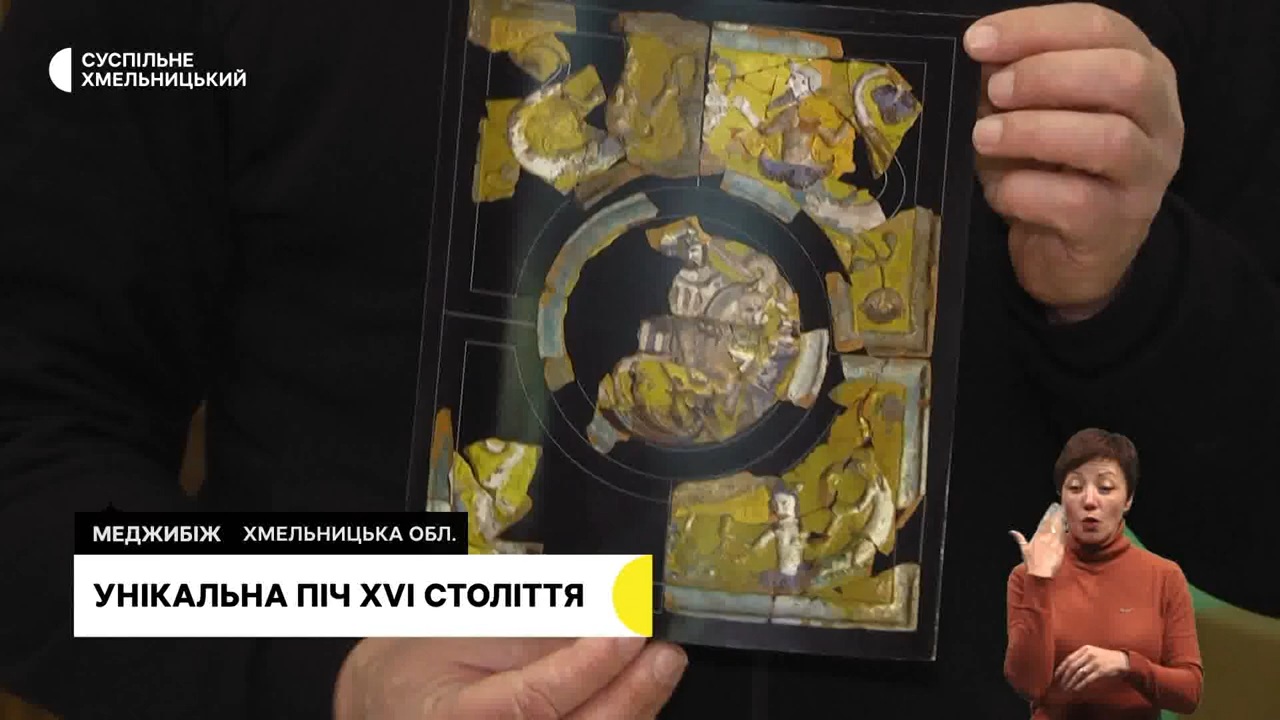 СУСПІЛЬНЕ
ХМЕЛЬНИЦЬКИЙ
МЕДЖИБІЖ ХМЕЛЬНИЦЬКА ОБЛ.
УНІКАЛЬНА ПІЧ XVI СТОЛІТТЯ